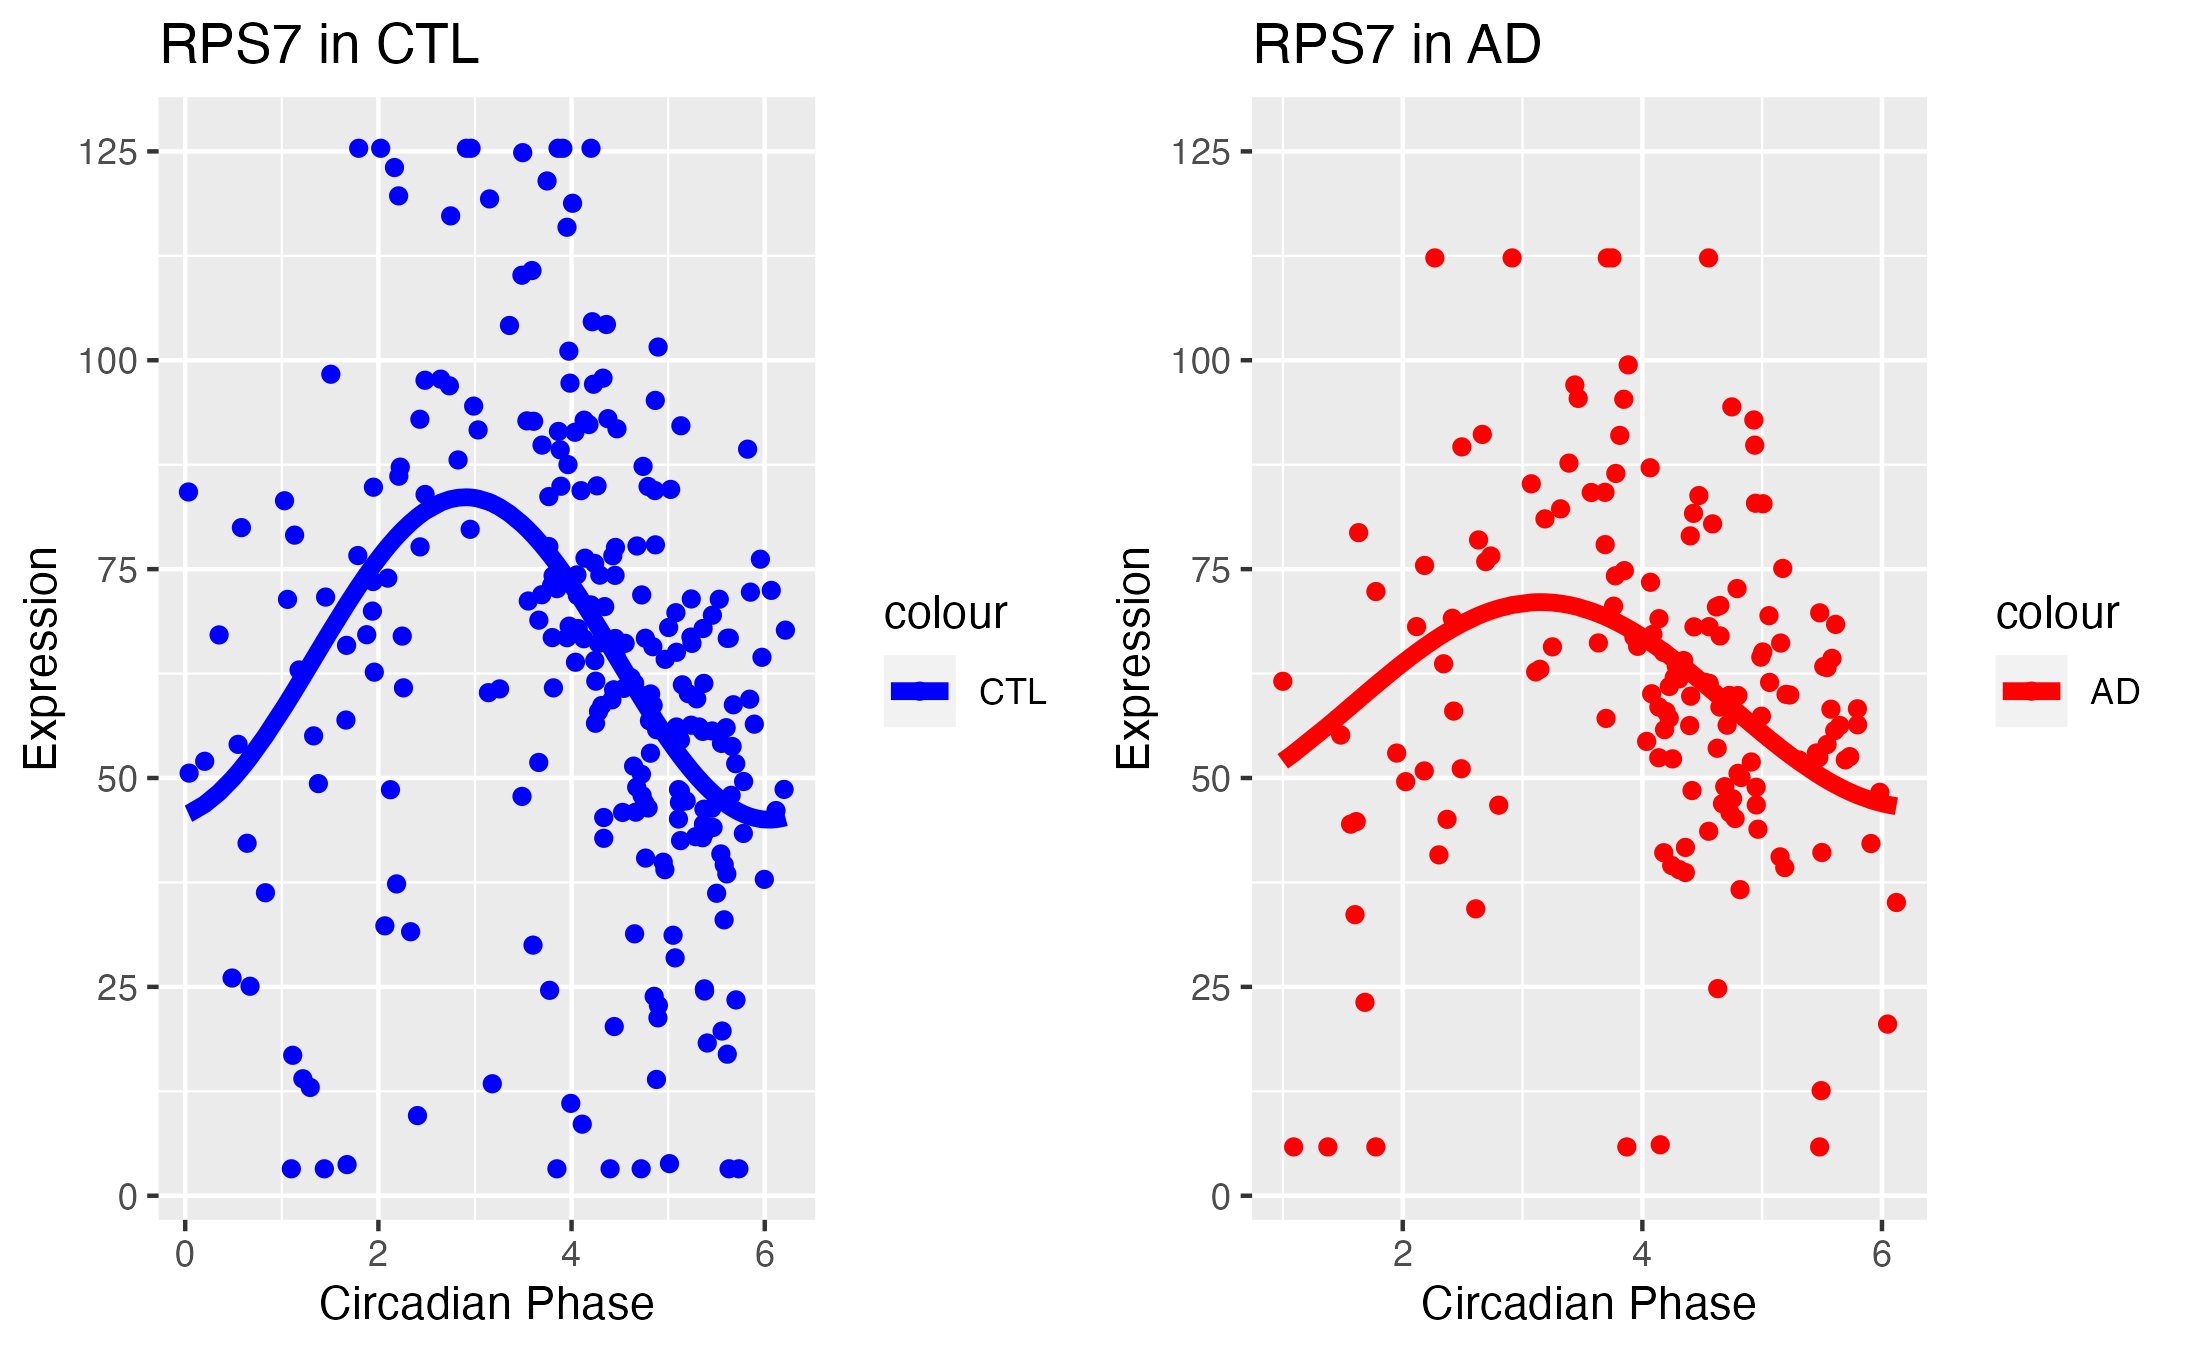 RPS7 in CTL
125
100
75
50
25
0
Expression
0 2 4 6
Circadian Phase
colour
CTL
RPS7 in AD
125
100
75
50
25
0
Expression
2 4 6
Circadian Phase
colour
AD